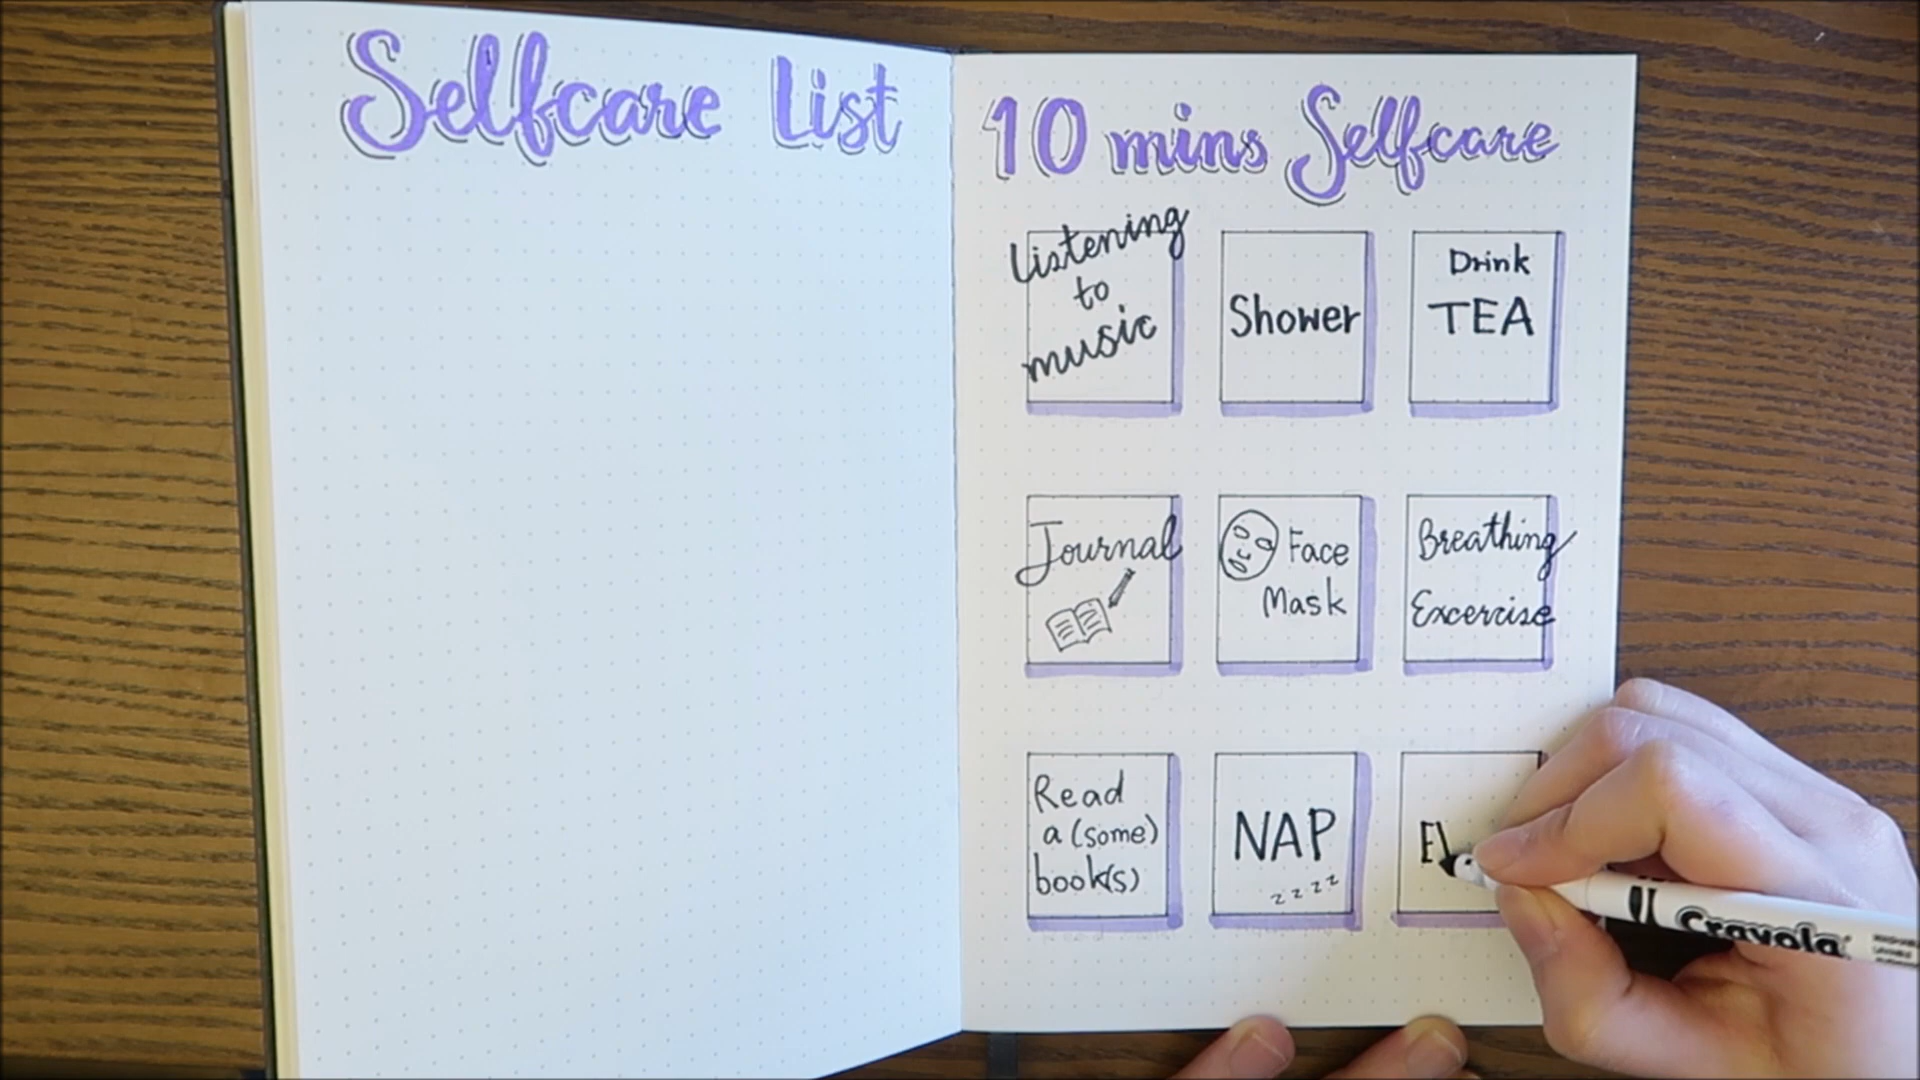 Selfcare List
10 mins Selfcare
Listening
to
music
Shower
Drink
TEA
Journal
Face
Mask
Breathing
Excercise
Read
a (some)
book(s)
NAP
z z z z
Crayola